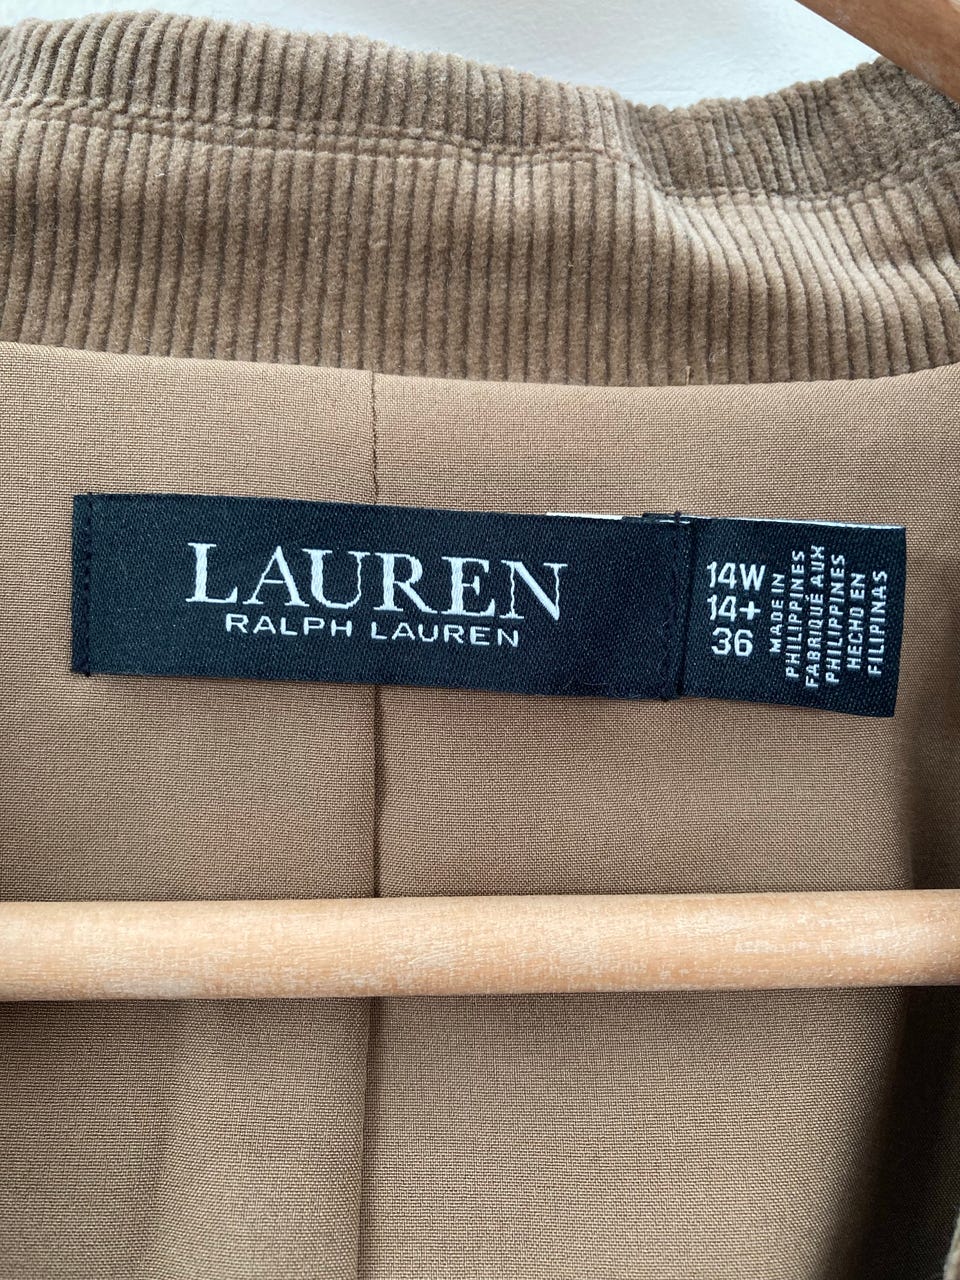 LAUREN
RALPH LAUREN
14W
14+
36
MADE IN
PHILIPPINES
FABRIQUÉ AUX
PHILIPPINES
HECHO EN
FILIPINAS